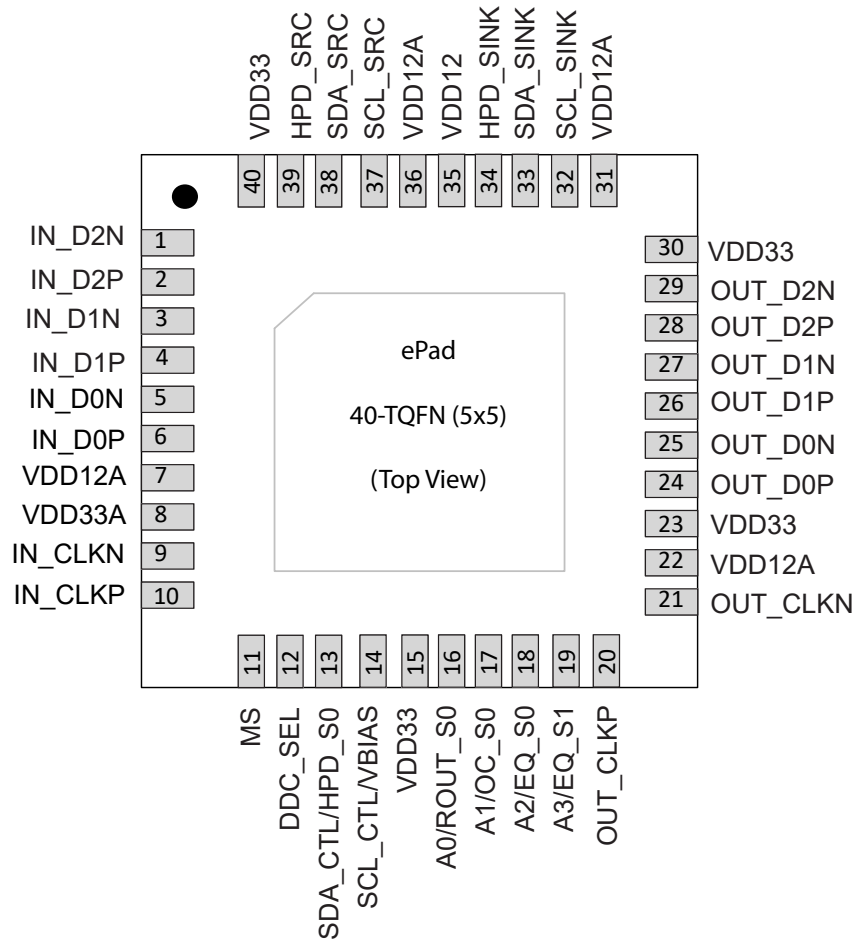 VDD33
HPD_SRC
SDA_SRC
SCL_SRC
VDD12A
VDD12
HPD_SINK
SDA_SINK
SCL_SINK
VDD12A
40
39
38
37
36
35
34
33
32
31
IN_D2N 1
IN_D2P 2
IN_D1N 3
IN_D1P 4
IN_D0N 5
IN_D0P 6
VDD12A 7
VDD33A 8
IN_CLKN 9
IN_CLKP 10
ePad
40-TQFN (5x5)
(Top View)
30 VDD33
29 OUT_D2N
28 OUT_D2P
27 OUT_D1N
26 OUT_D1P
25 OUT_D0N
24 OUT_D0P
23 VDD33
22 VDD12A
21 OUT_CLKN
11
12
13
14
15
16
17
18
19
20
MS
DDC_SEL
SDA_CTL/HPD_S0
SCL_CTL/VBIAS
VDD33
A0/ROUT_S0
A1/OC_S0
A2/EQ_S0
A3/EQ_S1
OUT_CLKP